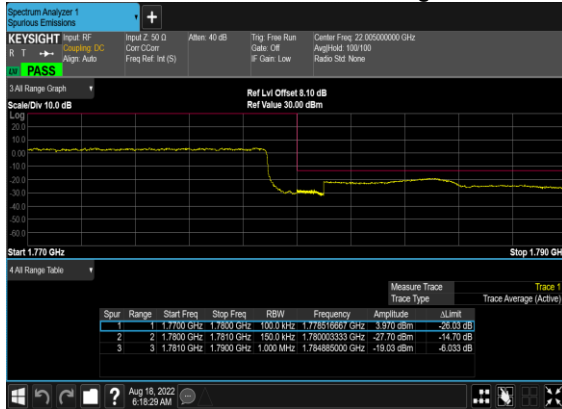 Spectrum Analyzer 1
Spurious Emissions
+
KEYSIGHT Input: RF Input Z: 50 Ω Atten: 40 dB Trig: Free Run Center Freq: 22.005000000 GHz
R T Coupling: DC Corr CCorr Gate: Off Avg|Hold: 100/100
Align: Auto Freq Ref: Int (S) IF Gain: Low Radio Std: None
PASS
3 All Range Graph
Ref Lvl Offset 8.10 dB
Scale/Div 10.0 dB Ref Value 30.00 dBm
Log
20.0
10.0
0.00
-10.0
-20.0
-30.0
-40.0
-50.0
-60.0
Start 1.770 GHz Stop 1.790 GH
4 All Range Table
Measure Trace Trace 1
Trace Type Trace Average (Active)
Spur Range Start Freq Stop Freq RBW Frequency Amplitude ΔLimit
1 1 1.7700 GHz 1.7800 GHz 100.0 kHz 1.778516667 GHz 3.970 dBm -26.03 dB
2 2 1.7800 GHz 1.7810 GHz 150.0 kHz 1.780003333 GHz -27.70 dBm -14.70 dB
3 3 1.7810 GHz 1.7900 GHz 1.000 MHz 1.784885000 GHz -19.03 dBm -6.033 dB
? Aug 18, 2022
6:18:29 AM